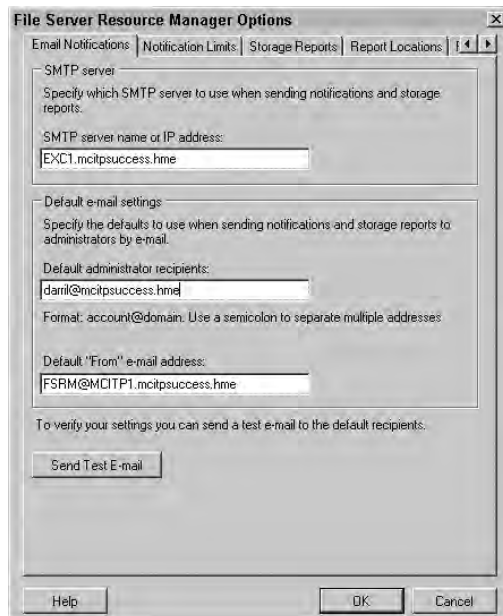 File Server Resource Manager Options
Email Notifications Notification Limits Storage Reports Report Locations
SMTP server
Specify which SMTP server to use when sending notifications and storage
reports.
SMTP server name or IP address:
EXC1.mcitpsuccess.hme
Default e-mail settings
Specify the defaults to use when sending notifications and storage reports to
administrators by e-mail.
Default administrator recipients:
darril@mcitpsuccess.hme
Format: account@domain. Use a semicolon to separate multiple addresses
Default "From" e-mail address:
FSRM@MCITP1.mcitpsuccess.hme
To verify your settings you can send a test e-mail to the default recipients.
Send Test E-mail
Help OK Cancel